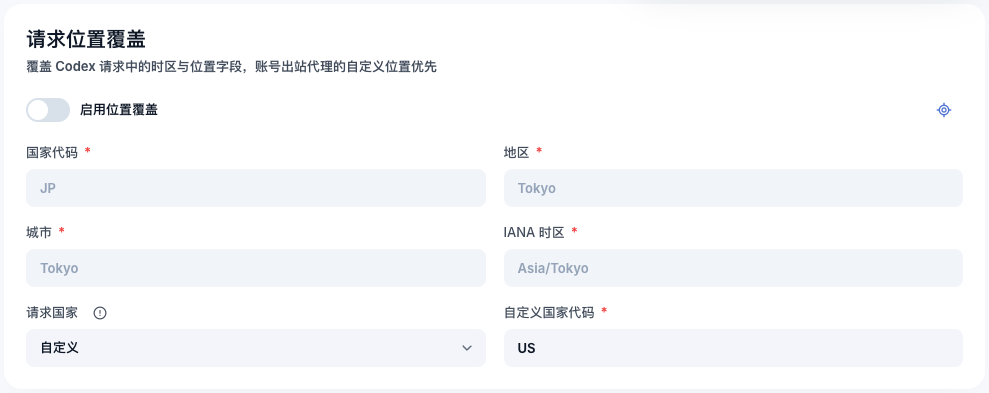 请求位置覆盖
覆盖 Codex 请求中的时区与位置字段，账号出站代理的自定义位置优先
启用位置覆盖
国家代码 *
地区 *
JP
Tokyo
城市 *
IANA 时区 *
Tokyo
Asia/Tokyo
请求国家
自定义国家代码 *
自定义
US